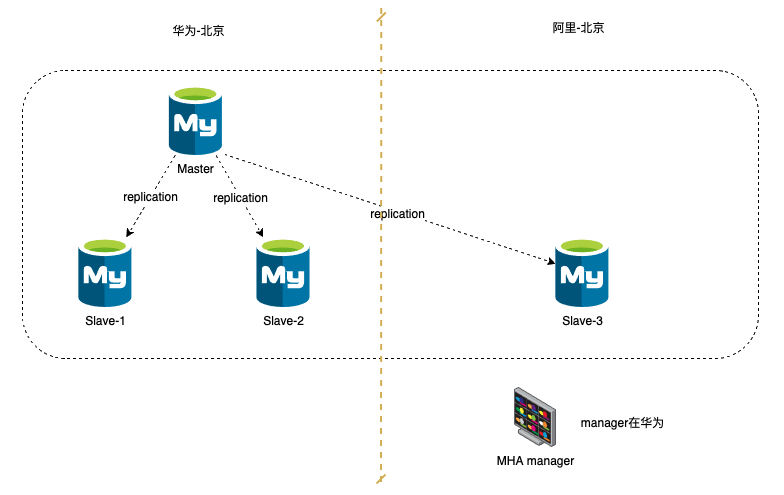 华为-北京
阿里-北京
My
Master
replication
replication
replication
My
My
My
Slave-1
Slave-2
Slave-3
manager在华为
MHA manager